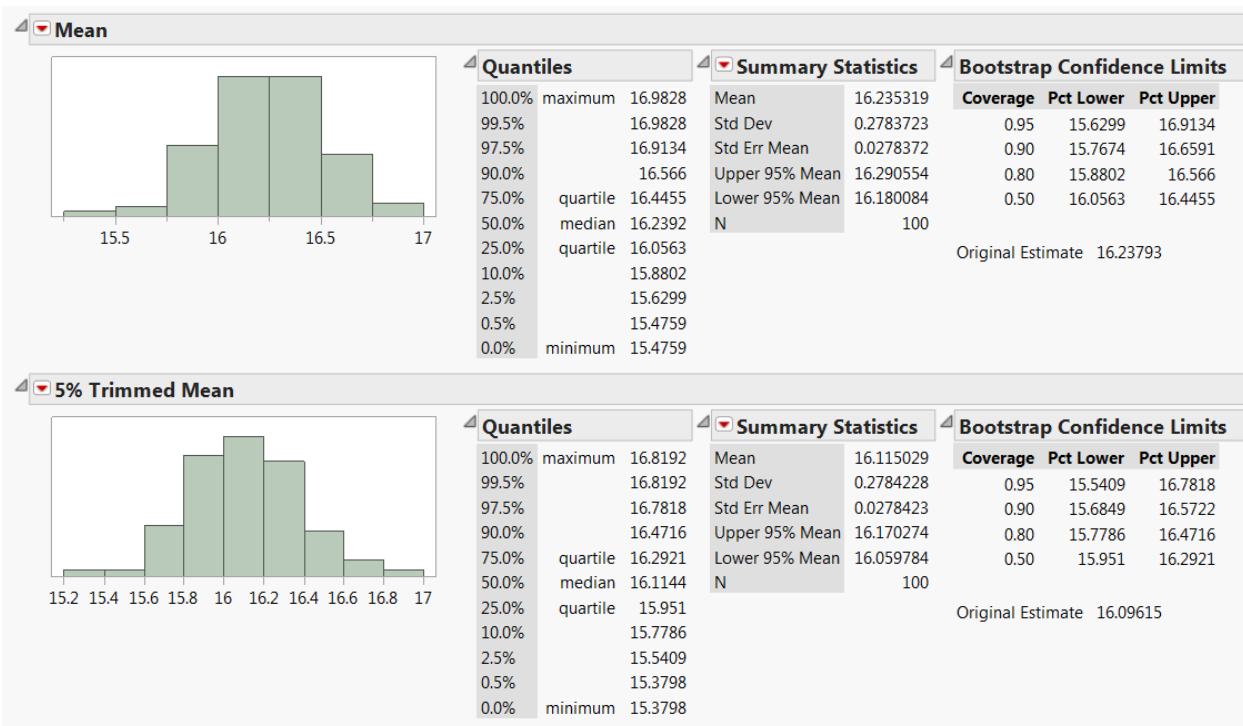 Mean
Quantiles
100.0% maximum 16.9828
99.5% 16.9828
97.5% 16.9134
90.0% 16.566
75.0% quartile 16.4455
50.0% median 16.2392
25.0% quartile 16.0563
10.0% 15.8802
2.5% 15.6299
0.5% 15.4759
0.0% minimum 15.4759
Summary Statistics
Mean 16.235319
Std Dev 0.2783723
Std Err Mean 0.0278372
Upper 95% Mean 16.290554
Lower 95% Mean 16.180084
N 100
Bootstrap Confidence Limits
Coverage Pct Lower Pct Upper
0.95 15.6299 16.9134
0.90 15.7674 16.6591
0.80 15.8802 16.566
0.50 16.0563 16.4455
Original Estimate 16.23793
15.5 16 16.5 17
5% Trimmed Mean
Quantiles
100.0% maximum 16.8192
99.5% 16.8192
97.5% 16.7818
90.0% 16.4716
75.0% quartile 16.2921
50.0% median 16.1144
25.0% quartile 15.951
10.0% 15.7786
2.5% 15.5409
0.5% 15.3798
0.0% minimum 15.3798
Summary Statistics
Mean 16.115029
Std Dev 0.2784228
Std Err Mean 0.0278423
Upper 95% Mean 16.170274
Lower 95% Mean 16.059784
N 100
Bootstrap Confidence Limits
Coverage Pct Lower Pct Upper
0.95 15.5409 16.7818
0.90 15.6849 16.5722
0.80 15.7786 16.4716
0.50 15.951 16.2921
Original Estimate 16.09615
15.2 15.4 15.6 15.8 16 16.2 16.4 16.6 16.8 17